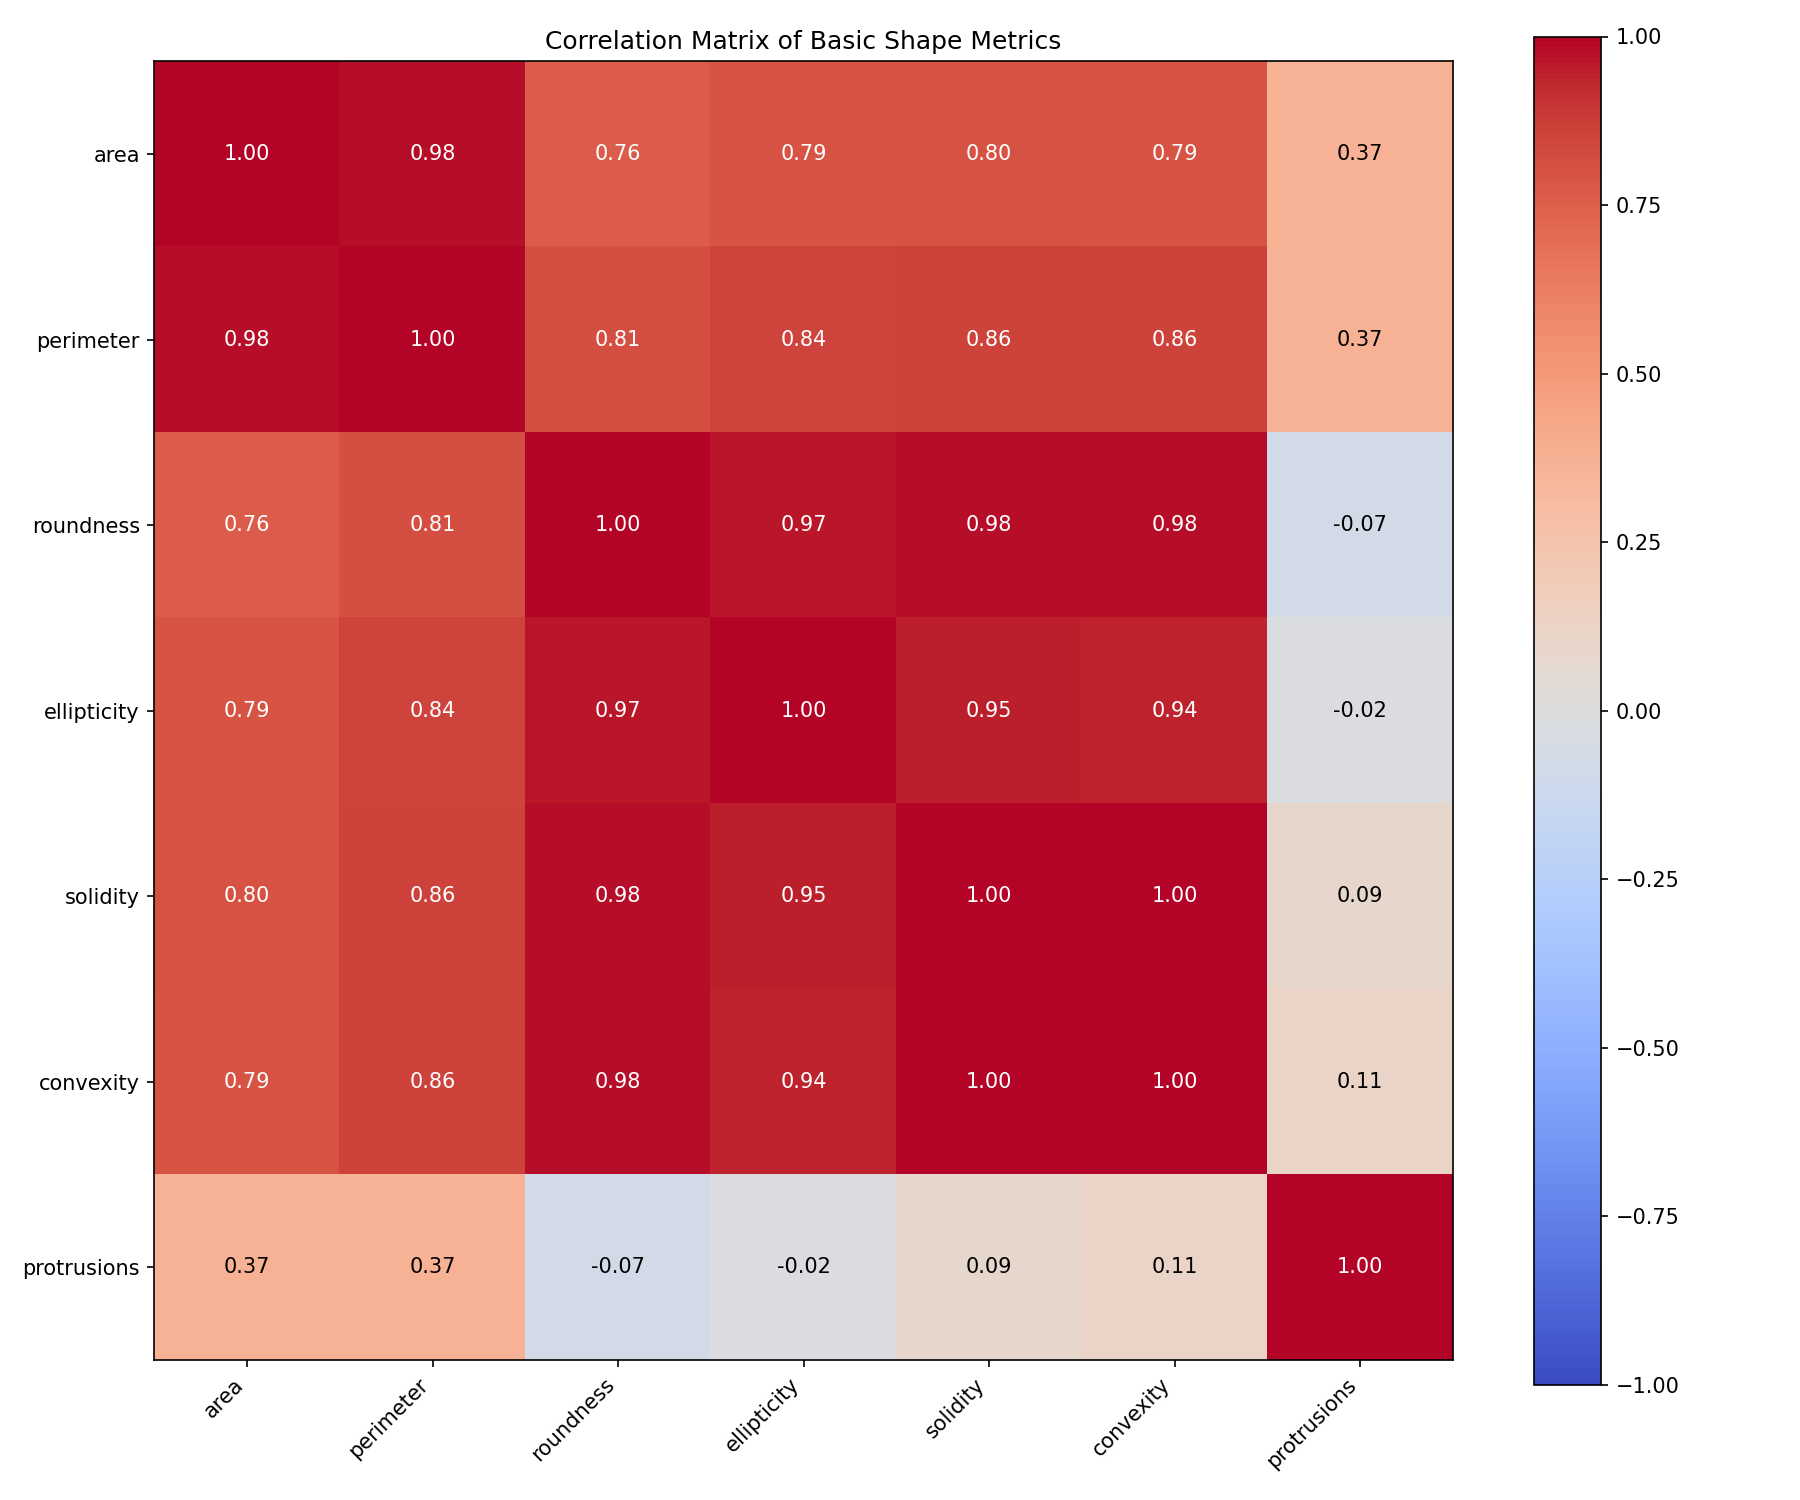 Correlation Matrix of Basic Shape Metrics
area 1.00 0.98 0.76 0.79 0.80 0.79 0.37
perimeter 0.98 1.00 0.81 0.84 0.86 0.86 0.37
roundness 0.76 0.81 1.00 0.97 0.98 0.98 -0.07
ellipticity 0.79 0.84 0.97 1.00 0.95 0.94 -0.02
solidity 0.80 0.86 0.98 0.95 1.00 1.00 0.09
convexity 0.79 0.86 0.98 0.94 1.00 1.00 0.11
protrusions 0.37 0.37 -0.07 -0.02 0.09 0.11 1.00
area perimeter roundness ellipticity solidity convexity protrusions
1.00
0.75
0.50
0.25
0.00
−0.25
−0.50
−0.75
−1.00